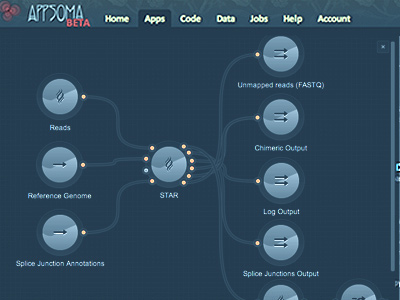 APPSOMA
BETA
Home Apps Code Data Jobs Help Account
Unmapped reads (FASTQ)
Reads
Chimeric Output
Reference Genome
STAR
Log Output
Splice Junction Annotations
Splice Junctions Output